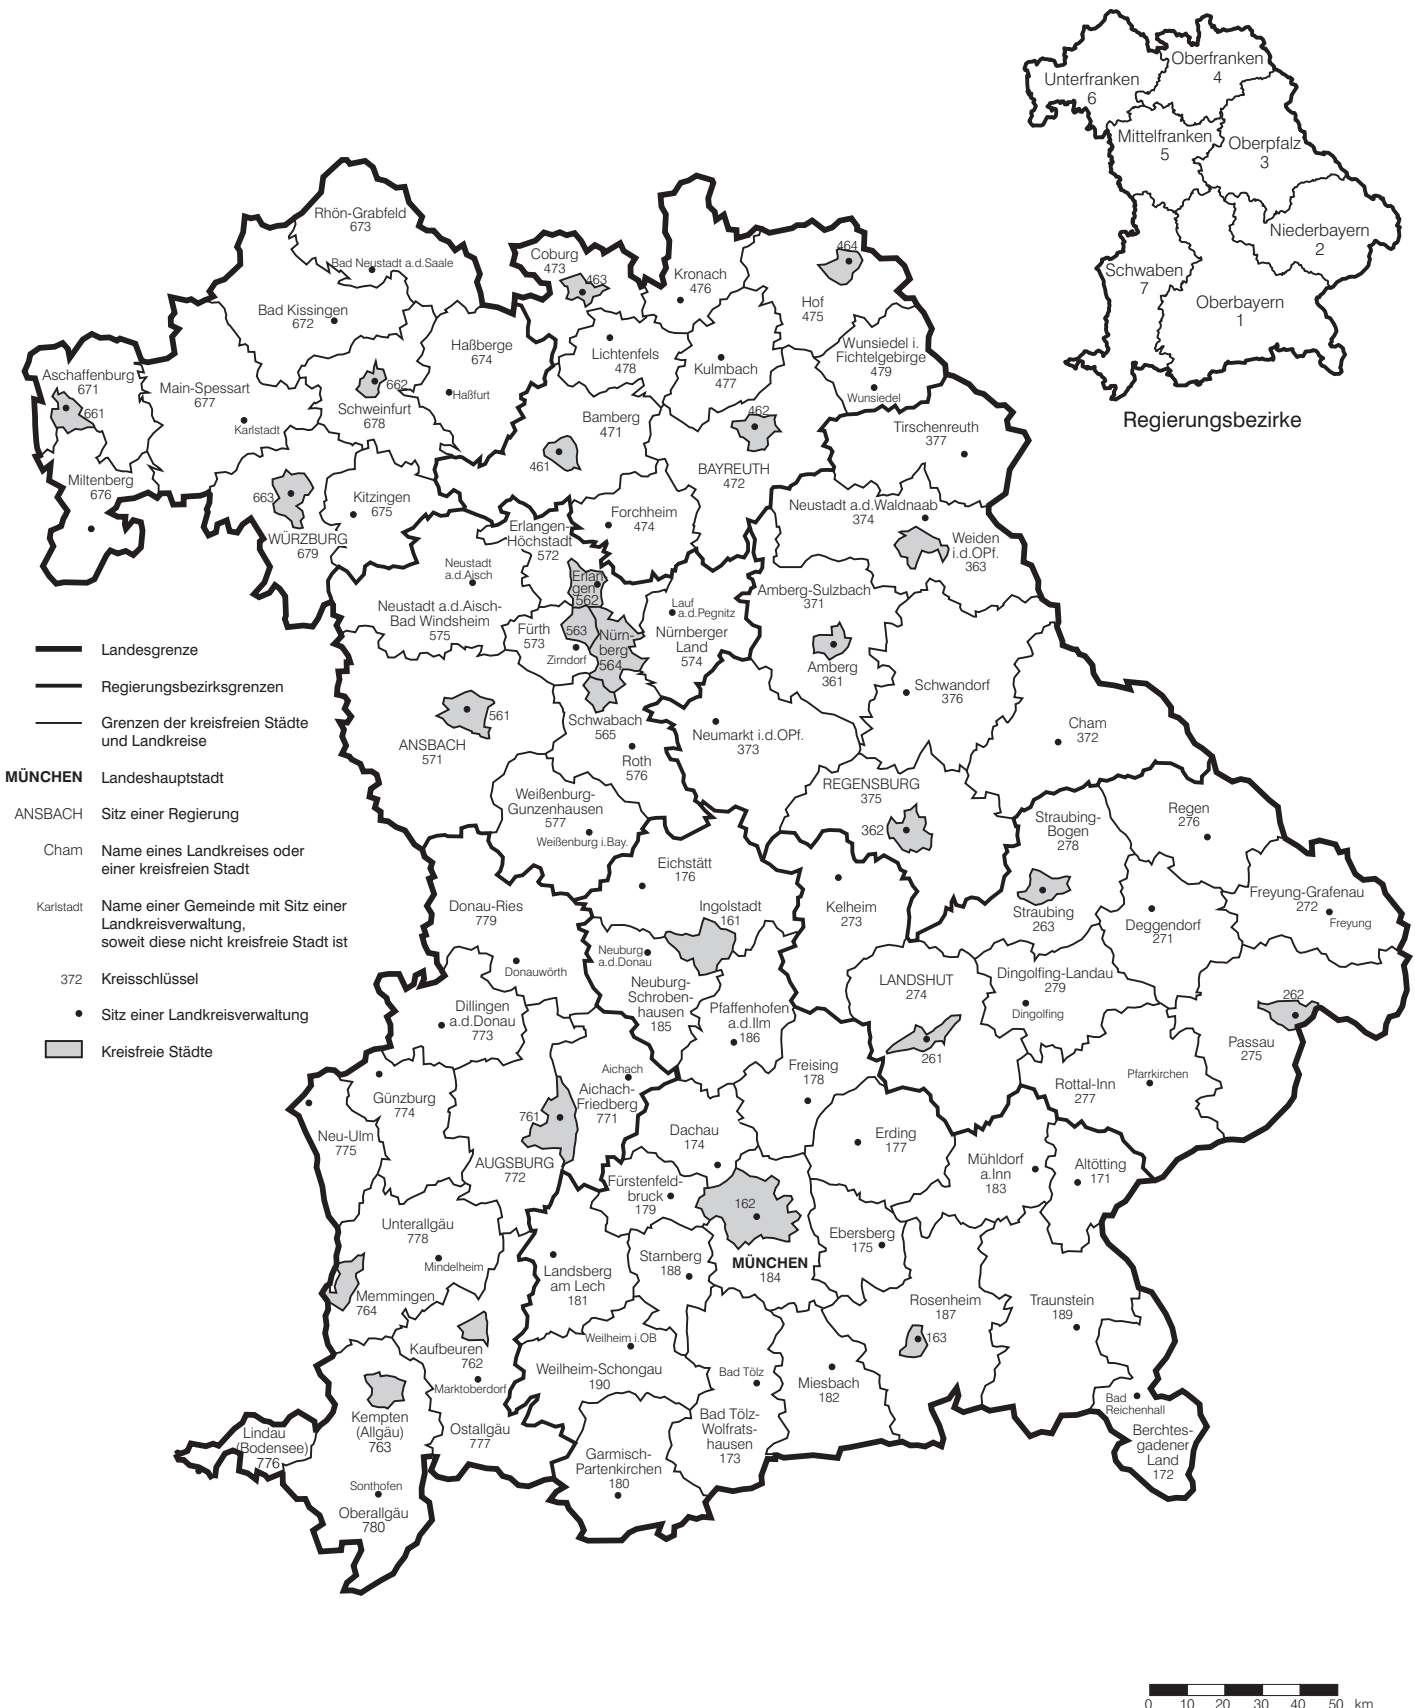 Unterfranken
6
Oberfranken
4
Mittelfranken
5
Oberpfalz
3
Niederbayern
2
Schwaben
7
Oberbayern
1
Regierungsbezirke
Rhön-Grabfeld
673
Bad Neustadt a.d.Saale
Bad Kissingen
672
Haßberge
674
Haßfurt
Aschaffenburg
671
661
Main-Spessart
677
Karlstadt
662
Schweinfurt
678
Miltenberg
676
663
WÜRZBURG
679
Kitzingen
675
Coburg
473
463
Kronach
476
464
Hof
475
Lichtenfels
478
Kulmbach
477
Wunsiedel i.
Fichtelgebirge
479
Wunsiedel
Bamberg
471
461
462
BAYREUTH
472
Forchheim
474
Tirschenreuth
377
Neustadt a.d.Waldnaab
374
Weiden
i.d.OPf.
363
Erlangen-
Höchstadt
572
Erlan-
gen
562
Neustadt
a.d.Aisch
Neustadt a.d.Aisch-
Bad Windsheim
575
Fürth
573
Zirndorf
563
Nürn-
berg
564
Lauf
a.d.Pegnitz
Nürnberger
Land
574
Amberg-Sulzbach
371
Amberg
361
Schwandorf
376
Cham
372
561
ANSBACH
571
Schwabach
565
Roth
576
Neumarkt i.d.OPf.
373
Weißenburg-
Gunzenhausen
577
Weißenburg i.Bay.
REGENSBURG
375
362
Landesgrenze
Regierungsbezirksgrenzen
Grenzen der kreisfreien Städte
und Landkreise
MÜNCHEN Landeshauptstadt
ANSBACH Sitz einer Regierung
Cham Name eines Landkreises oder
einer kreisfreien Stadt
Karlstadt Name einer Gemeinde mit Sitz einer
Landkreisverwaltung,
soweit diese nicht kreisfreie Stadt ist
372 Kreisschlüssel
Sitz einer Landkreisverwaltung
Kreisfreie Städte
Straubing-
Bogen
278
Regen
276
Straubing
263
Deggendorf
271
Freyung-Grafenau
272
Freyung
Eichstätt
176
Ingolstadt
161
Kelheim
273
Donau-Ries
779
Donauwörth
Neuburg
a.d.Donau
Neuburg-
Schroben-
hausen
185
Pfaffenhofen
a.d.Ilm
186
LANDSHUT
274
261
Dingolfing-Landau
279
Dingolfing
262
Passau
275
Rottal-Inn
277
Pfarrkirchen
Dillingen
a.d.Donau
773
Günzburg
774
Neu-Ulm
775
761
AUGSBURG
772
Aichach
Aichach-
Friedberg
771
Freising
178
Dachau
174
Erding
177
Mühldorf
a.Inn
183
Altötting
171
Fürstenfeld-
bruck
179
162
MÜNCHEN
184
Ebersberg
175
Unterallgäu
778
Mindelheim
Memmingen
764
Landsberg
am Lech
181
Starnberg
188
Rosenheim
187
163
Traunstein
189
Kaufbeuren
762
Marktoberdorf
Weilheim i.OB
Weilheim-Schongau
190
Bad Tölz
Bad Tölz-
Wolfrats-
hausen
173
Miesbach
182
Bad
Reichenhall
Berchtes-
gadener
Land
172
Kempten
(Allgäu)
763
Lindau
(Bodensee)
776
Ostallgäu
777
Garmisch-
Partenkirchen
180
Sonthofen
Oberallgäu
780
0 10 20 30 40 50 km